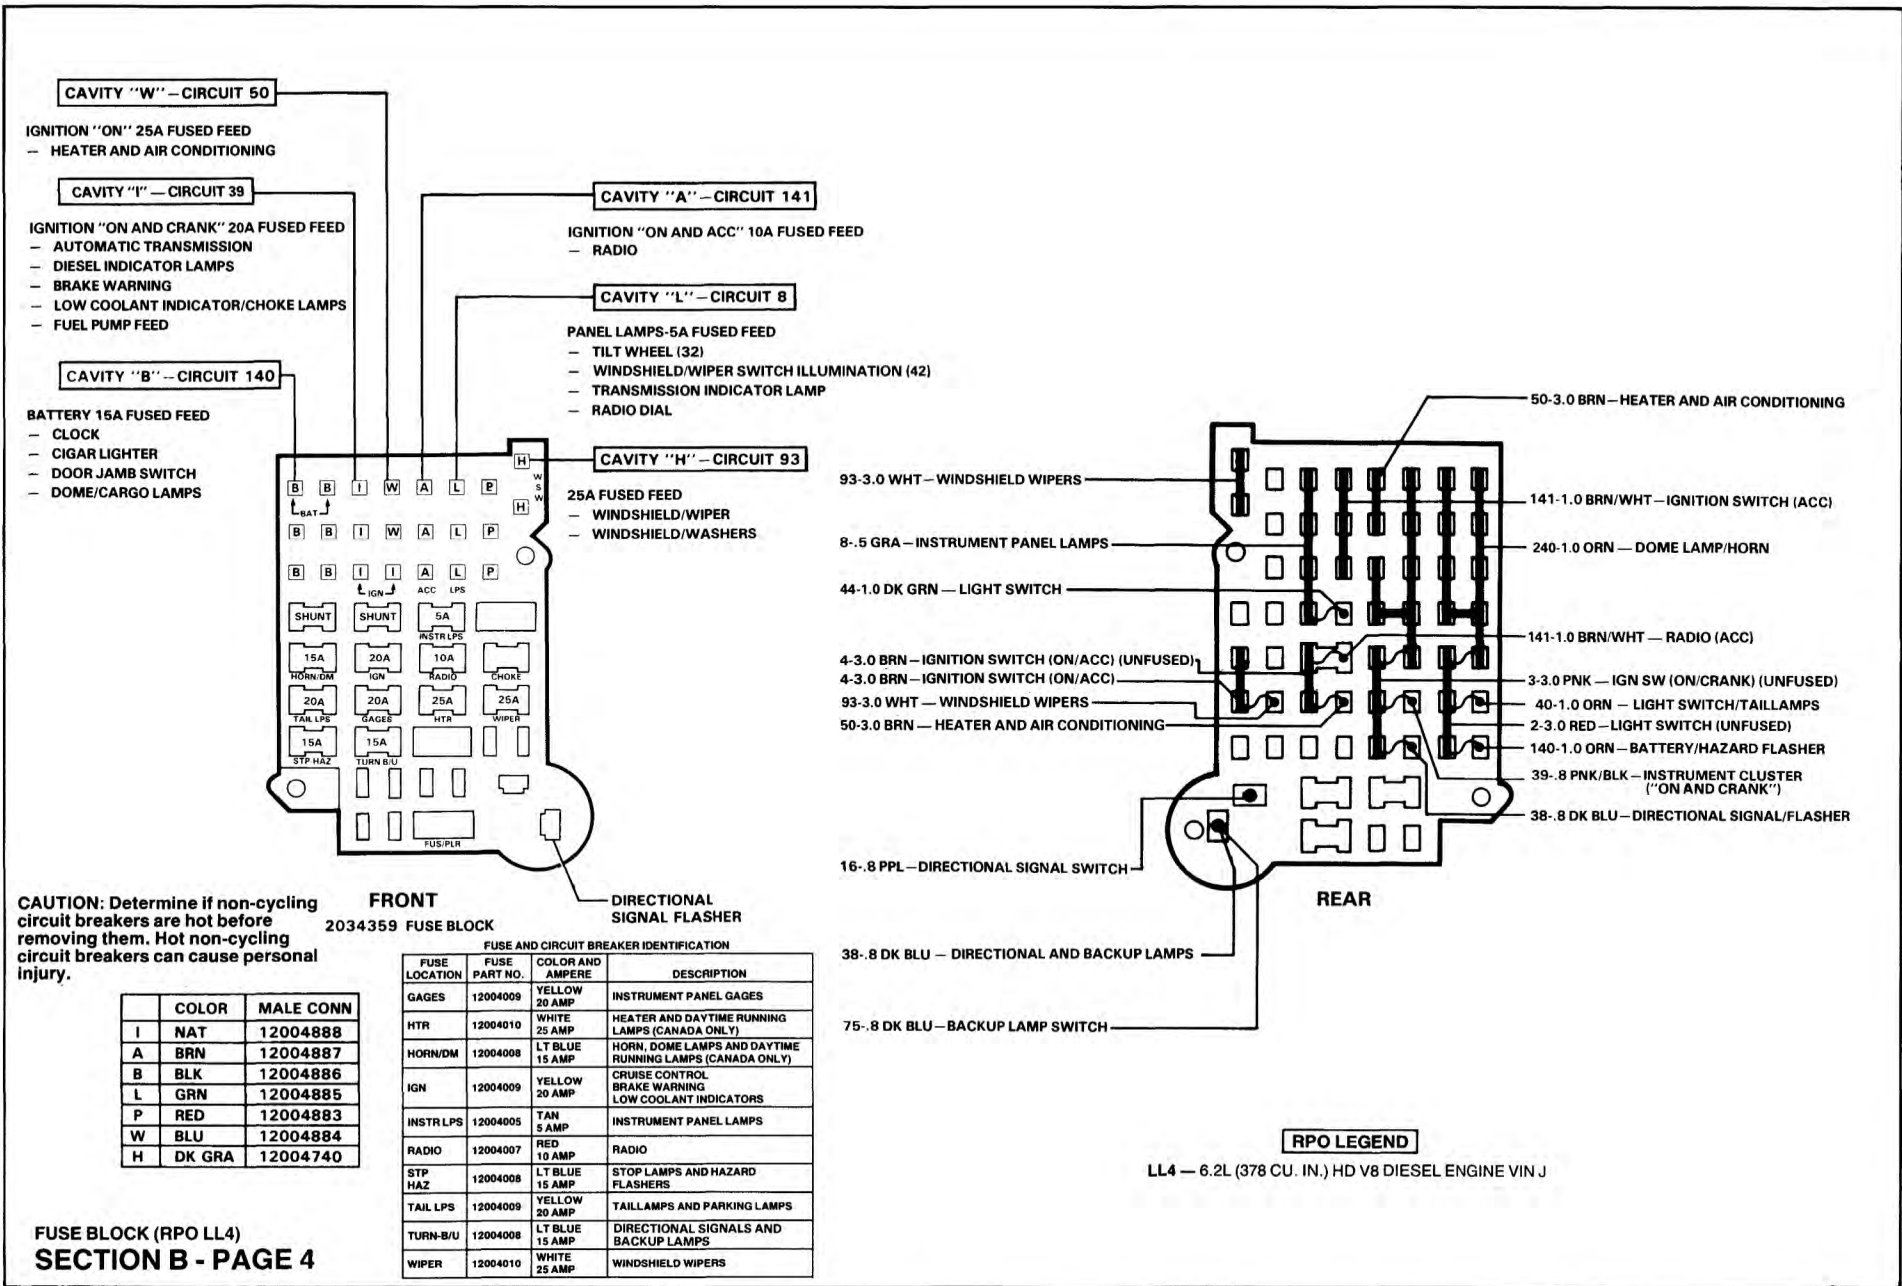 CAVITY "W" – CIRCUIT 50
IGNITION "ON" 25A FUSED FEED
– HEATER AND AIR CONDITIONING
CAVITY "I" — CIRCUIT 39
IGNITION "ON AND CRANK" 20A FUSED FEED
– AUTOMATIC TRANSMISSION
– DIESEL INDICATOR LAMPS
– BRAKE WARNING
– LOW COOLANT INDICATOR/CHOKE LAMPS
– FUEL PUMP FEED
CAVITY "B" – CIRCUIT 140
BATTERY 15A FUSED FEED
– CLOCK
– CIGAR LIGHTER
– DOOR JAMB SWITCH
– DOME/CARGO LAMPS
CAVITY "A" – CIRCUIT 141
IGNITION "ON AND ACC" 10A FUSED FEED
– RADIO
CAVITY "L" – CIRCUIT 8
PANEL LAMPS-5A FUSED FEED
– TILT WHEEL (32)
– WINDSHIELD/WIPER SWITCH ILLUMINATION (42)
– TRANSMISSION INDICATOR LAMP
– RADIO DIAL
CAVITY "H" – CIRCUIT 93
25A FUSED FEED
– WINDSHIELD/WIPER
– WINDSHIELD/WASHERS
H
W
S
W
H
B B I W A L P
BAT
B B I W A L P
B B I I A L P
IGN ACC LPS
SHUNT SHUNT 5A
INSTR LPS
15A 20A 10A
HORN/DM IGN RADIO CHOKE
20A 20A 25A 25A
TAIL LPS GAGES HTR WIPER
15A 15A
STP HAZ TURN B/U
FUS/PLR
DIRECTIONAL
SIGNAL FLASHER
FRONT
2034359 FUSE BLOCK
93-3.0 WHT – WINDSHIELD WIPERS
8-.5 GRA – INSTRUMENT PANEL LAMPS
44-1.0 DK GRN — LIGHT SWITCH
4-3.0 BRN – IGNITION SWITCH (ON/ACC) (UNFUSED)
4-3.0 BRN – IGNITION SWITCH (ON/ACC)
93-3.0 WHT – WINDSHIELD WIPERS
50-3.0 BRN – HEATER AND AIR CONDITIONING
16-.8 PPL – DIRECTIONAL SIGNAL SWITCH
38-.8 DK BLU – DIRECTIONAL AND BACKUP LAMPS
75-.8 DK BLU – BACKUP LAMP SWITCH
50-3.0 BRN – HEATER AND AIR CONDITIONING
141-1.0 BRN/WHT – IGNITION SWITCH (ACC)
240-1.0 ORN – DOME LAMP/HORN
141-1.0 BRN/WHT — RADIO (ACC)
3-3.0 PNK — IGN SW (ON/CRANK) (UNFUSED)
40-1.0 ORN – LIGHT SWITCH/TAILLAMPS
2-3.0 RED – LIGHT SWITCH (UNFUSED)
140-1.0 ORN – BATTERY/HAZARD FLASHER
39-.8 PNK/BLK – INSTRUMENT CLUSTER
("ON AND CRANK")
38-.8 DK BLU – DIRECTIONAL SIGNAL/FLASHER
REAR
CAUTION: Determine if non-cycling
circuit breakers are hot before
removing them. Hot non-cycling
circuit breakers can cause personal
injury.
COLOR MALE CONN
I NAT 12004888
A BRN 12004887
B BLK 12004886
L GRN 12004885
P RED 12004883
W BLU 12004884
H DK GRA 12004740
FUSE AND CIRCUIT BREAKER IDENTIFICATION
FUSE LOCATION FUSE PART NO. COLOR AND AMPERE DESCRIPTION
GAGES 12004009 YELLOW 20 AMP INSTRUMENT PANEL GAGES
HTR 12004010 WHITE 25 AMP HEATER AND DAYTIME RUNNING LAMPS (CANADA ONLY)
HORN/DM 12004008 LT BLUE 15 AMP HORN, DOME LAMPS AND DAYTIME RUNNING LAMPS (CANADA ONLY)
IGN 12004009 YELLOW 20 AMP CRUISE CONTROL BRAKE WARNING LOW COOLANT INDICATORS
INSTR LPS 12004005 TAN 5 AMP INSTRUMENT PANEL LAMPS
RADIO 12004007 RED 10 AMP RADIO
STP HAZ 12004008 LT BLUE 15 AMP STOP LAMPS AND HAZARD FLASHERS
TAIL LPS 12004009 YELLOW 20 AMP TAILLAMPS AND PARKING LAMPS
TURN-B/U 12004008 LT BLUE 15 AMP DIRECTIONAL SIGNALS AND BACKUP LAMPS
WIPER 12004010 WHITE 25 AMP WINDSHIELD WIPERS
RPO LEGEND
LL4 — 6.2L (378 CU. IN.) HD V8 DIESEL ENGINE VIN J
FUSE BLOCK (RPO LL4)
SECTION B - PAGE 4